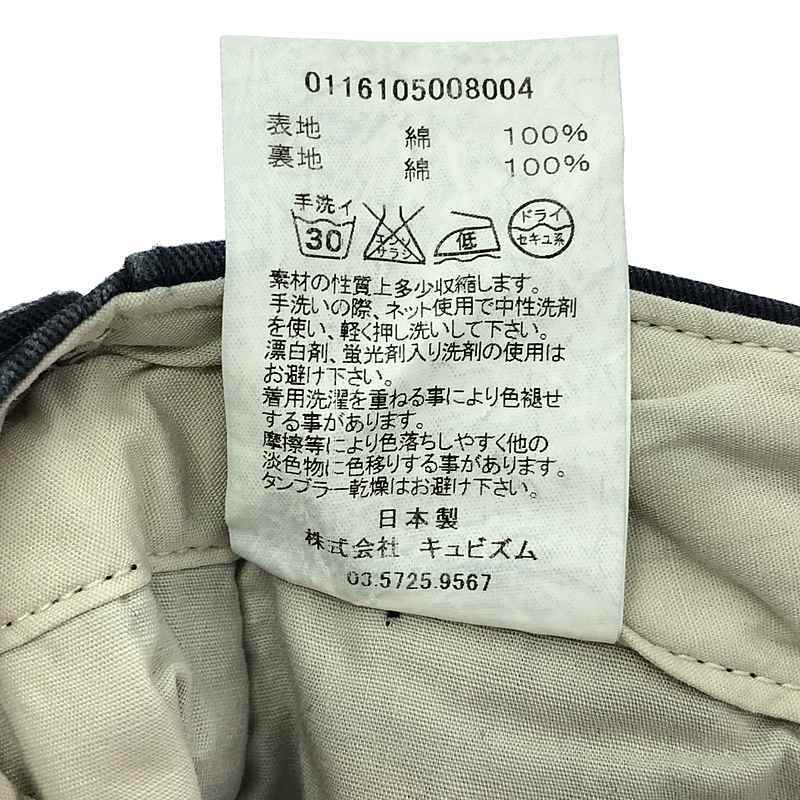 0116105008004
表地 綿 100%
裏地 綿 100%
手洗イ
30 エンソサラシ 低 ドライ セキユ系
素材の性質上多少収縮します。
手洗いの際、ネット使用で中性洗剤
を使い、軽く押し洗いして下さい。
漂白剤、蛍光剤入り洗剤の使用は
お避け下さい。
着用洗濯を重ねる事により色褪せ
する事があります。
摩擦等により色落ちしやすく他の
淡色物に色移りする事があります。
タンブラー乾燥はお避け下さい。
日本製
株式会社 キュビズム
03.5725.9567